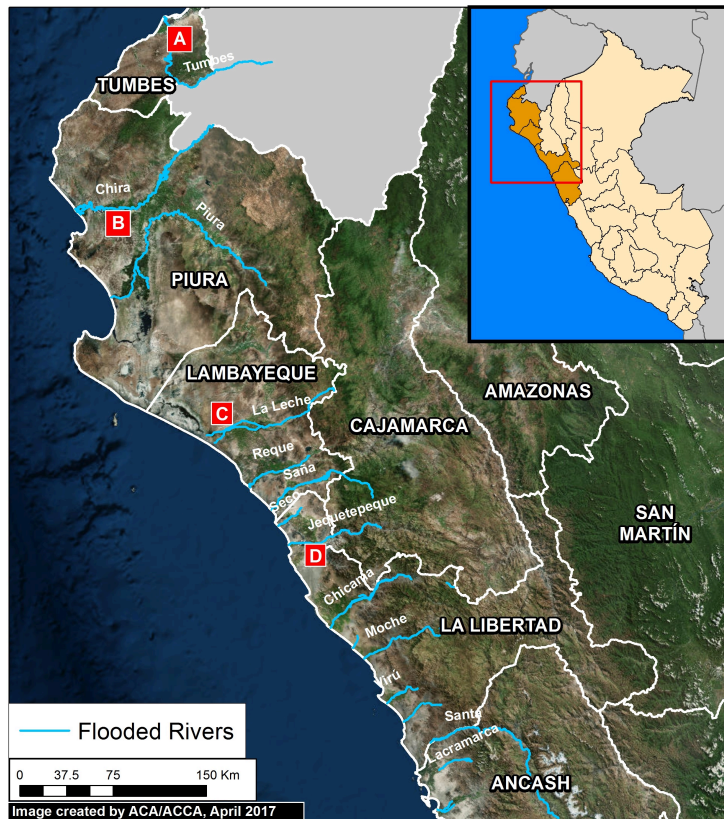 A
Tumbes
TUMBES
Chira
B
Piura
PIURA
LAMBAYEQUE
La Leche
C
AMAZONAS
CAJAMARCA
Reque
Saña
Seco
Jequetepeque
SAN
MARTÍN
D
Chicama
Moche
LA LIBERTAD
Virú
Santa
Lacramarca
ANCASH
Flooded Rivers
0 37.5 75 150 Km
Image created by ACA/ACCA, April 2017